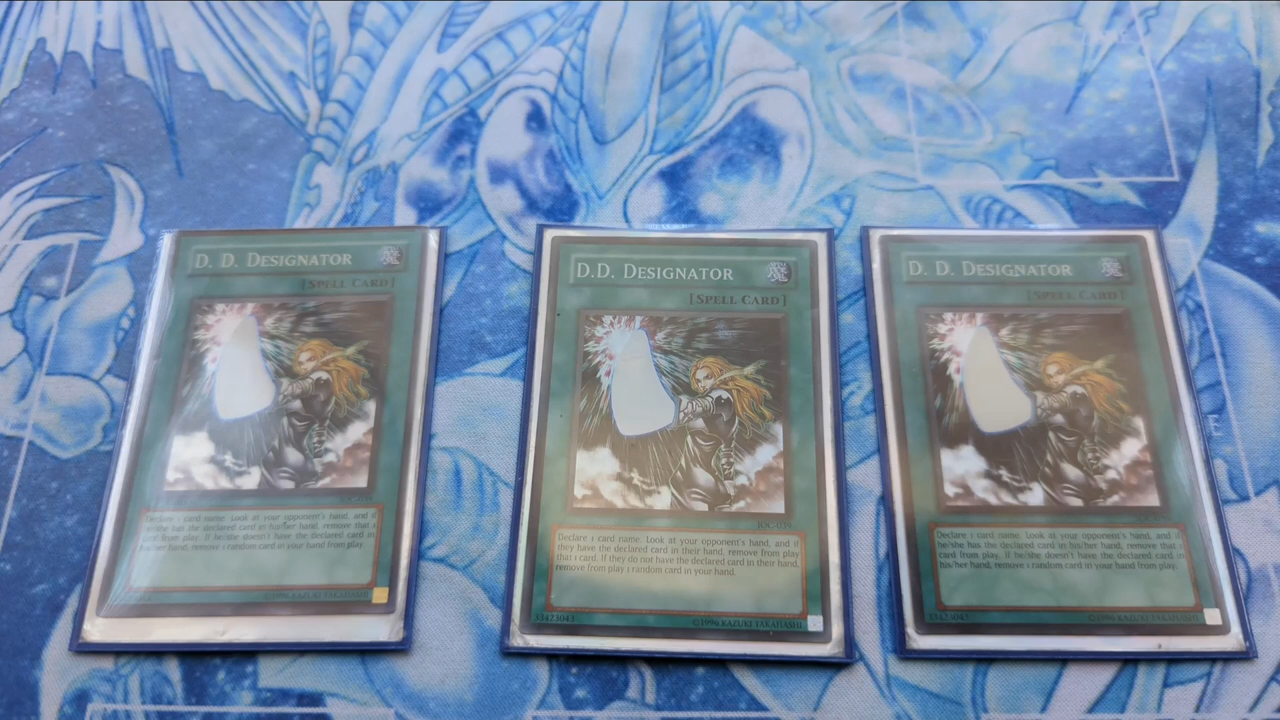 D. D. DESIGNATOR
[SPELL CARD]
Declare 1 card name. Look at your opponent's hand, and if
he/she has the declared card in his/her hand, remove that 1
card from play. If he/she doesn't have the declared card in
his/her hand, remove 1 random card in your hand from play.
©1996 KAZUKI TAKAHASHI
D.D. DESIGNATOR
[SPELL CARD]
IOC-039
Declare 1 card name. Look at your opponent's hand, and if
they have the declared card in their hand, remove from play
that 1 card. If they do not have the declared card in their hand,
remove from play 1 random card in your hand.
33423043
©1996 KAZUKI TAKAHASHI
D. D. DESIGNATOR
[SPELL CARD]
Declare 1 card name. Look at your opponent's hand, and if
he/she has the declared card in his/her hand, remove that 1
card from play. If he/she doesn't have the declared card in
his/her hand, remove 1 random card in your hand from play.
33423043
©1996 KAZUKI TAKAHASHI